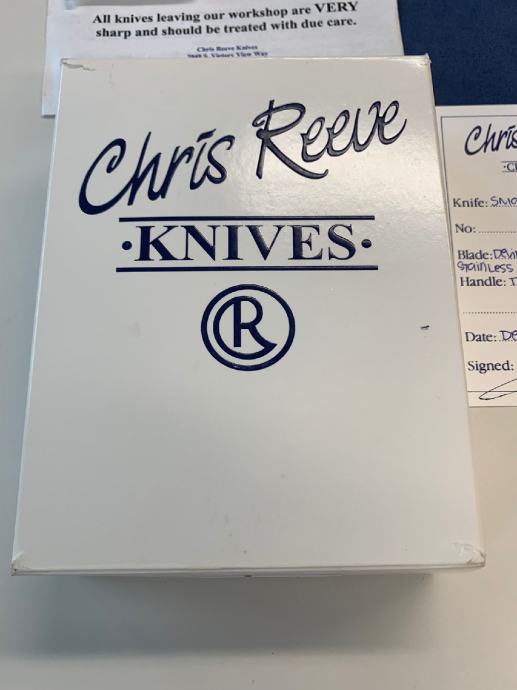 All knives leaving our workshop are VERY
sharp and should be treated with due care.
Chris Reeve Knives
Chris Reeve
·KNIVES·
CR
Knife:
No:
Blade:
Stainless
Handle:
Date:
Signed: